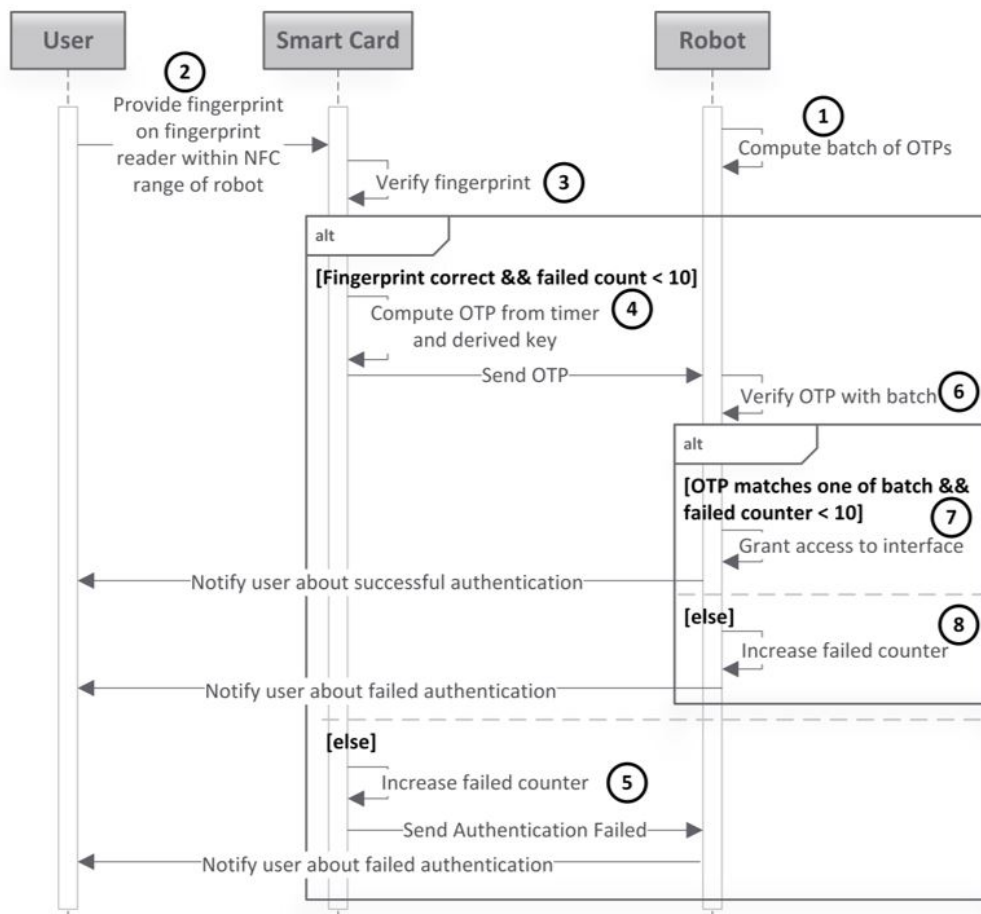 User
Smart Card
Robot
2
Provide fingerprint
on fingerprint
reader within NFC
range of robot
1
Compute batch of OTPs
Verify fingerprint
3
alt
[Fingerprint correct && failed count < 10]
Compute OTP from timer
and derived key
4
Send OTP
Verify OTP with batch
6
alt
[OTP matches one of batch &&
failed counter < 10]
7
Grant access to interface
Notify user about successful authentication
[else]
8
Increase failed counter
Notify user about failed authentication
[else]
Increase failed counter
5
Send Authentication Failed
Notify user about failed authentication